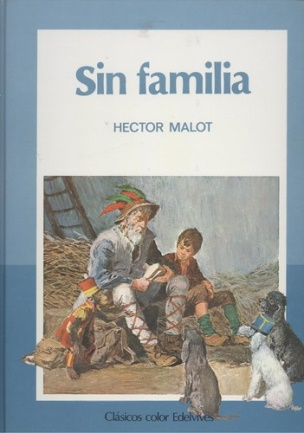 Sin familia
HECTOR MALOT
Clásicos color Edelvives